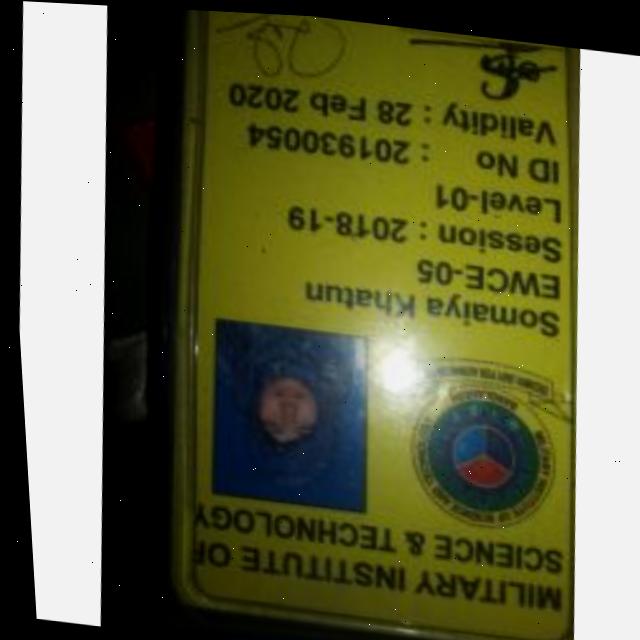 MILITARY INSTITUTE OF
SCIENCE & TECHNOLOGY
Somaiya Khatun
EWCE-05
Session : 2018-19
Level-01
ID No : 201930054
Validity : 28 Feb 2020